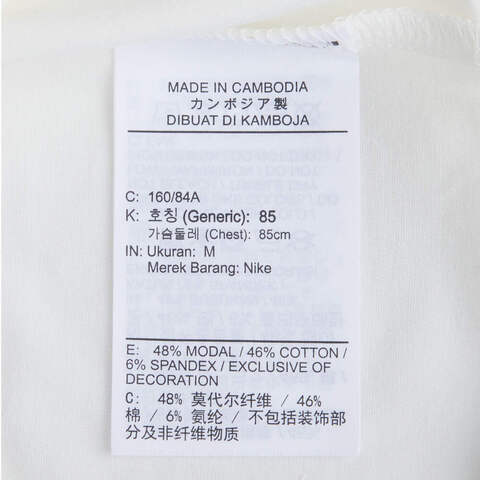 MADE IN CAMBODIA
カンボジア製
DIBUAT DI KAMBOJA
C: 160/84A
K: 호칭 (Generic): 85
가슴둘레 (Chest): 85cm
IN: Ukuran: M
Merek Barang: Nike
E: 48% MODAL / 46% COTTON /
6% SPANDEX / EXCLUSIVE OF
DECORATION
C: 48% 莫代尔纤维 / 46%
棉 / 6% 氨纶 / 不包括装饰部
分及非纤维物质